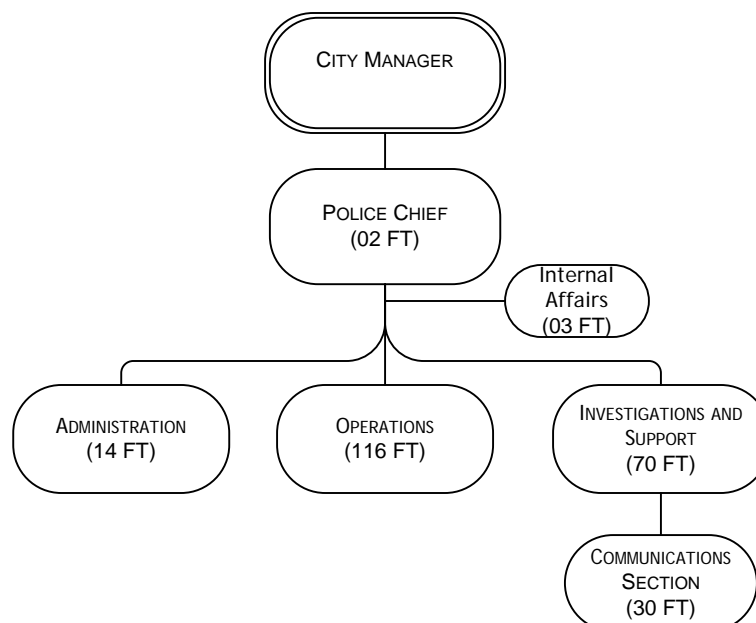 CITY MANAGER
POLICE CHIEF
(02 FT)
Internal
Affairs
(03 FT)
ADMINISTRATION
(14 FT)
OPERATIONS
(116 FT)
INVESTIGATIONS AND
SUPPORT
(70 FT)
COMMUNICATIONS
SECTION
(30 FT)